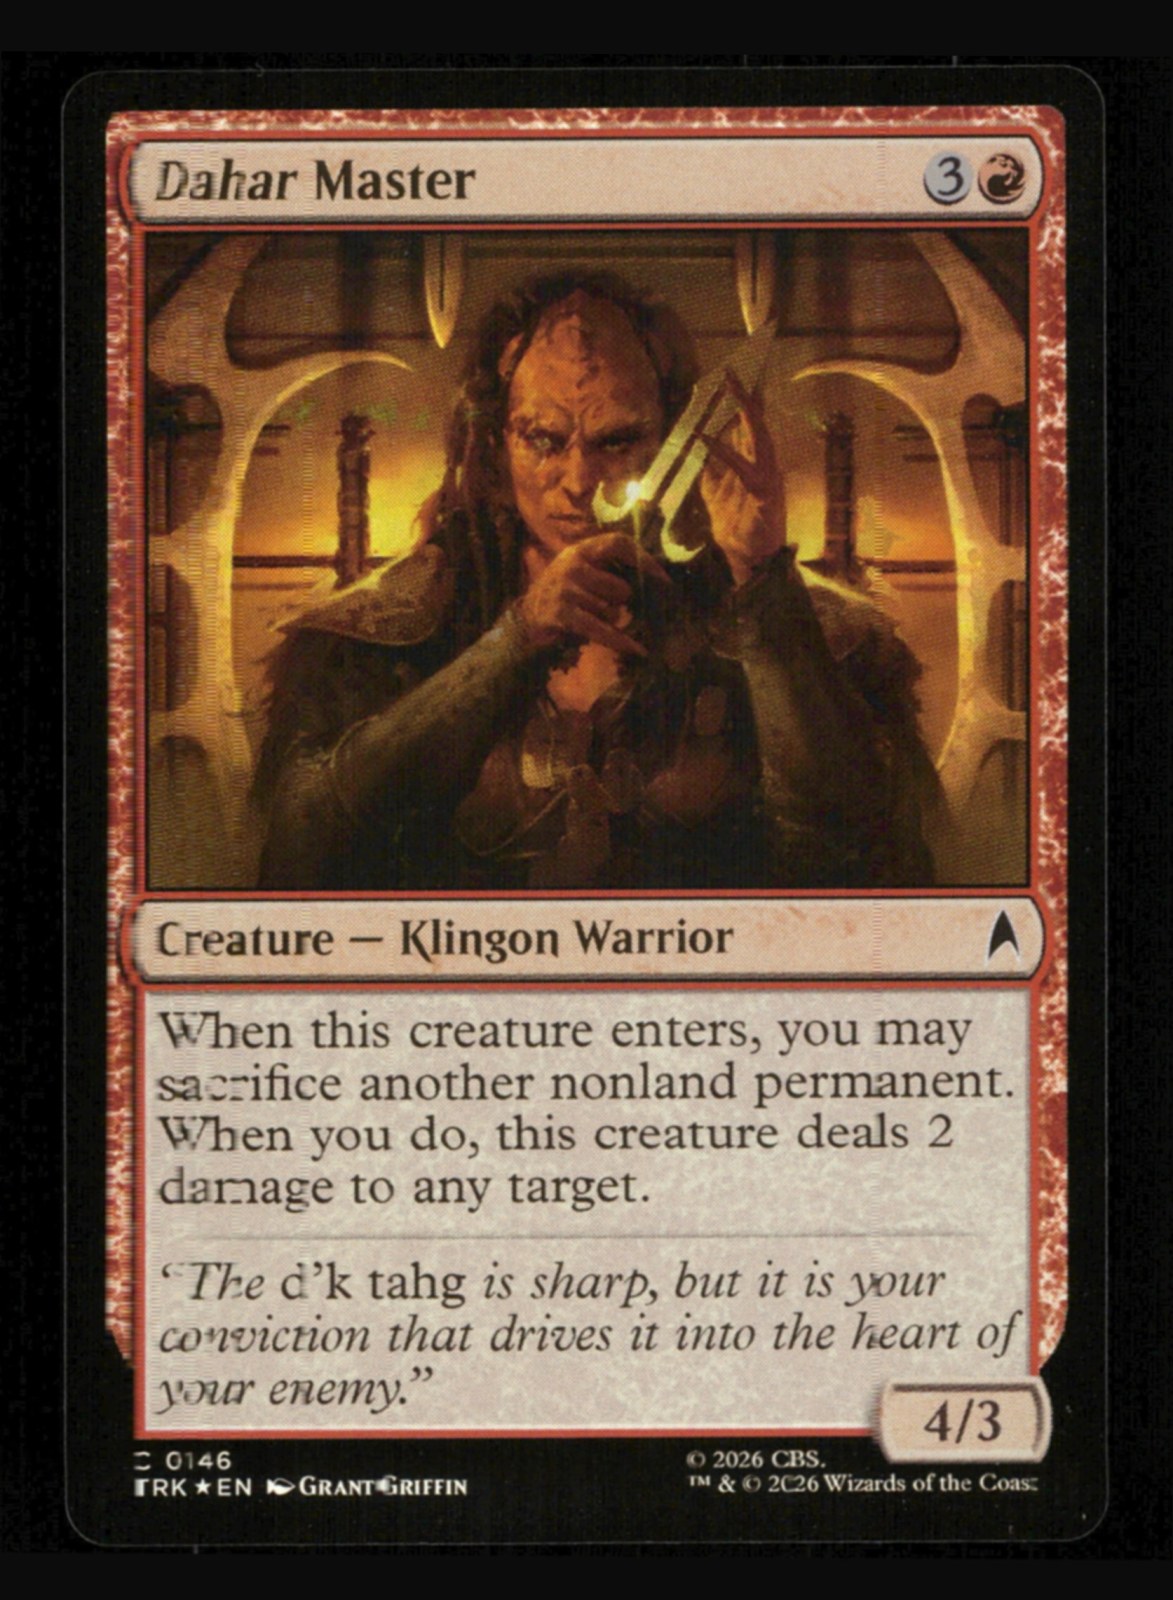 Dahar Master
3
Creature — Klingon Warrior
When this creature enters, you may
sacrifice another nonland permanent.
When you do, this creature deals 2
damage to any target.
"The d'k tahg is sharp, but it is your
conviction that drives it into the heart of
your enemy."
4/3
C 0146
TRK ★ EN GRANT GRIFFIN
© 2026 CBS.
™ & © 2026 Wizards of the Coast